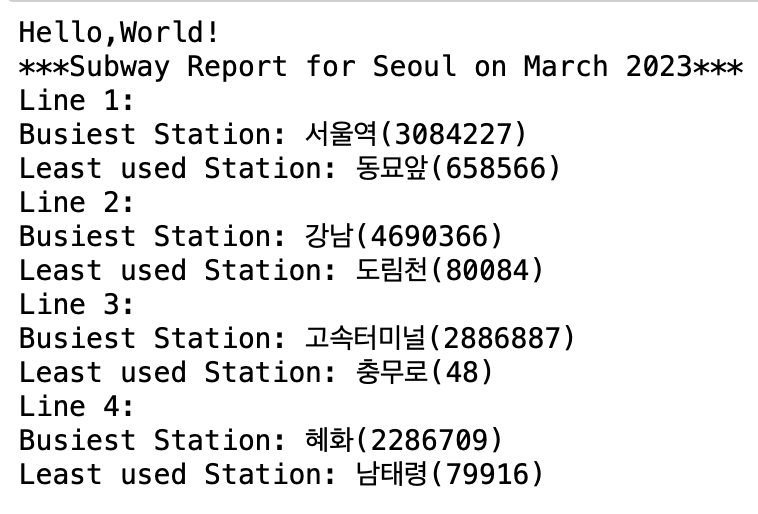 Hello,World!
***Subway Report for Seoul on March 2023***
Line 1:
Busiest Station: 서울역(3084227)
Least used Station: 동묘앞(658566)
Line 2:
Busiest Station: 강남(4690366)
Least used Station: 도림천(80084)
Line 3:
Busiest Station: 고속터미널(2886887)
Least used Station: 충무로(48)
Line 4:
Busiest Station: 혜화(2286709)
Least used Station: 남태령(79916)